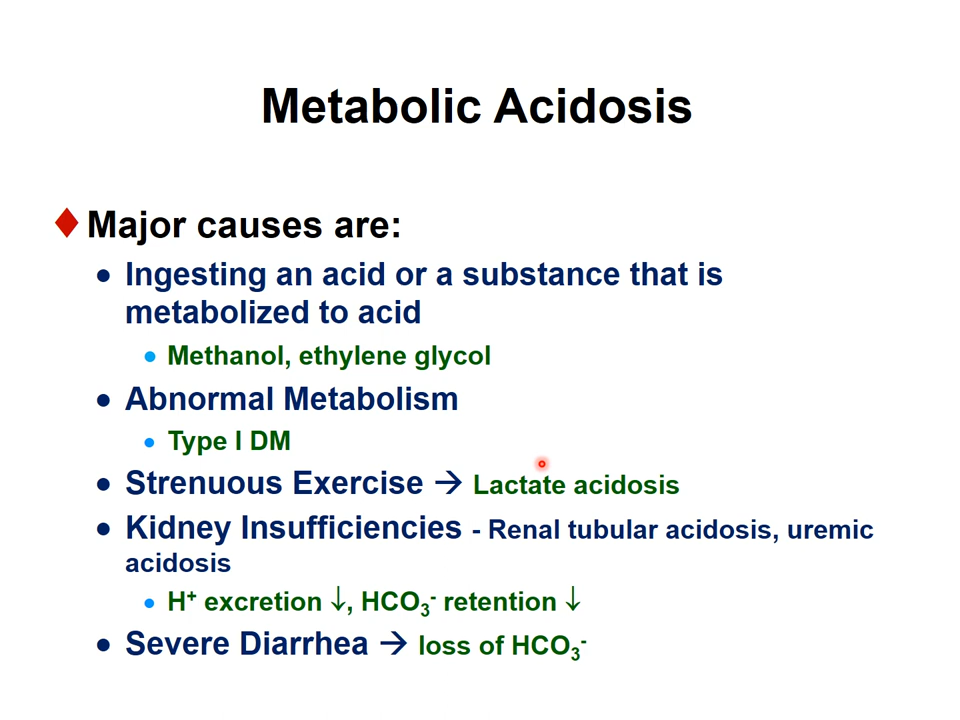 Metabolic Acidosis
Major causes are:
Ingesting an acid or a substance that is
metabolized to acid
Methanol, ethylene glycol
Abnormal Metabolism
Type I DM
Strenuous Exercise → Lactate acidosis
Kidney Insufficiencies - Renal tubular acidosis, uremic
acidosis
H⁺ excretion ↓, HCO₃⁻ retention ↓
Severe Diarrhea → loss of HCO₃⁻